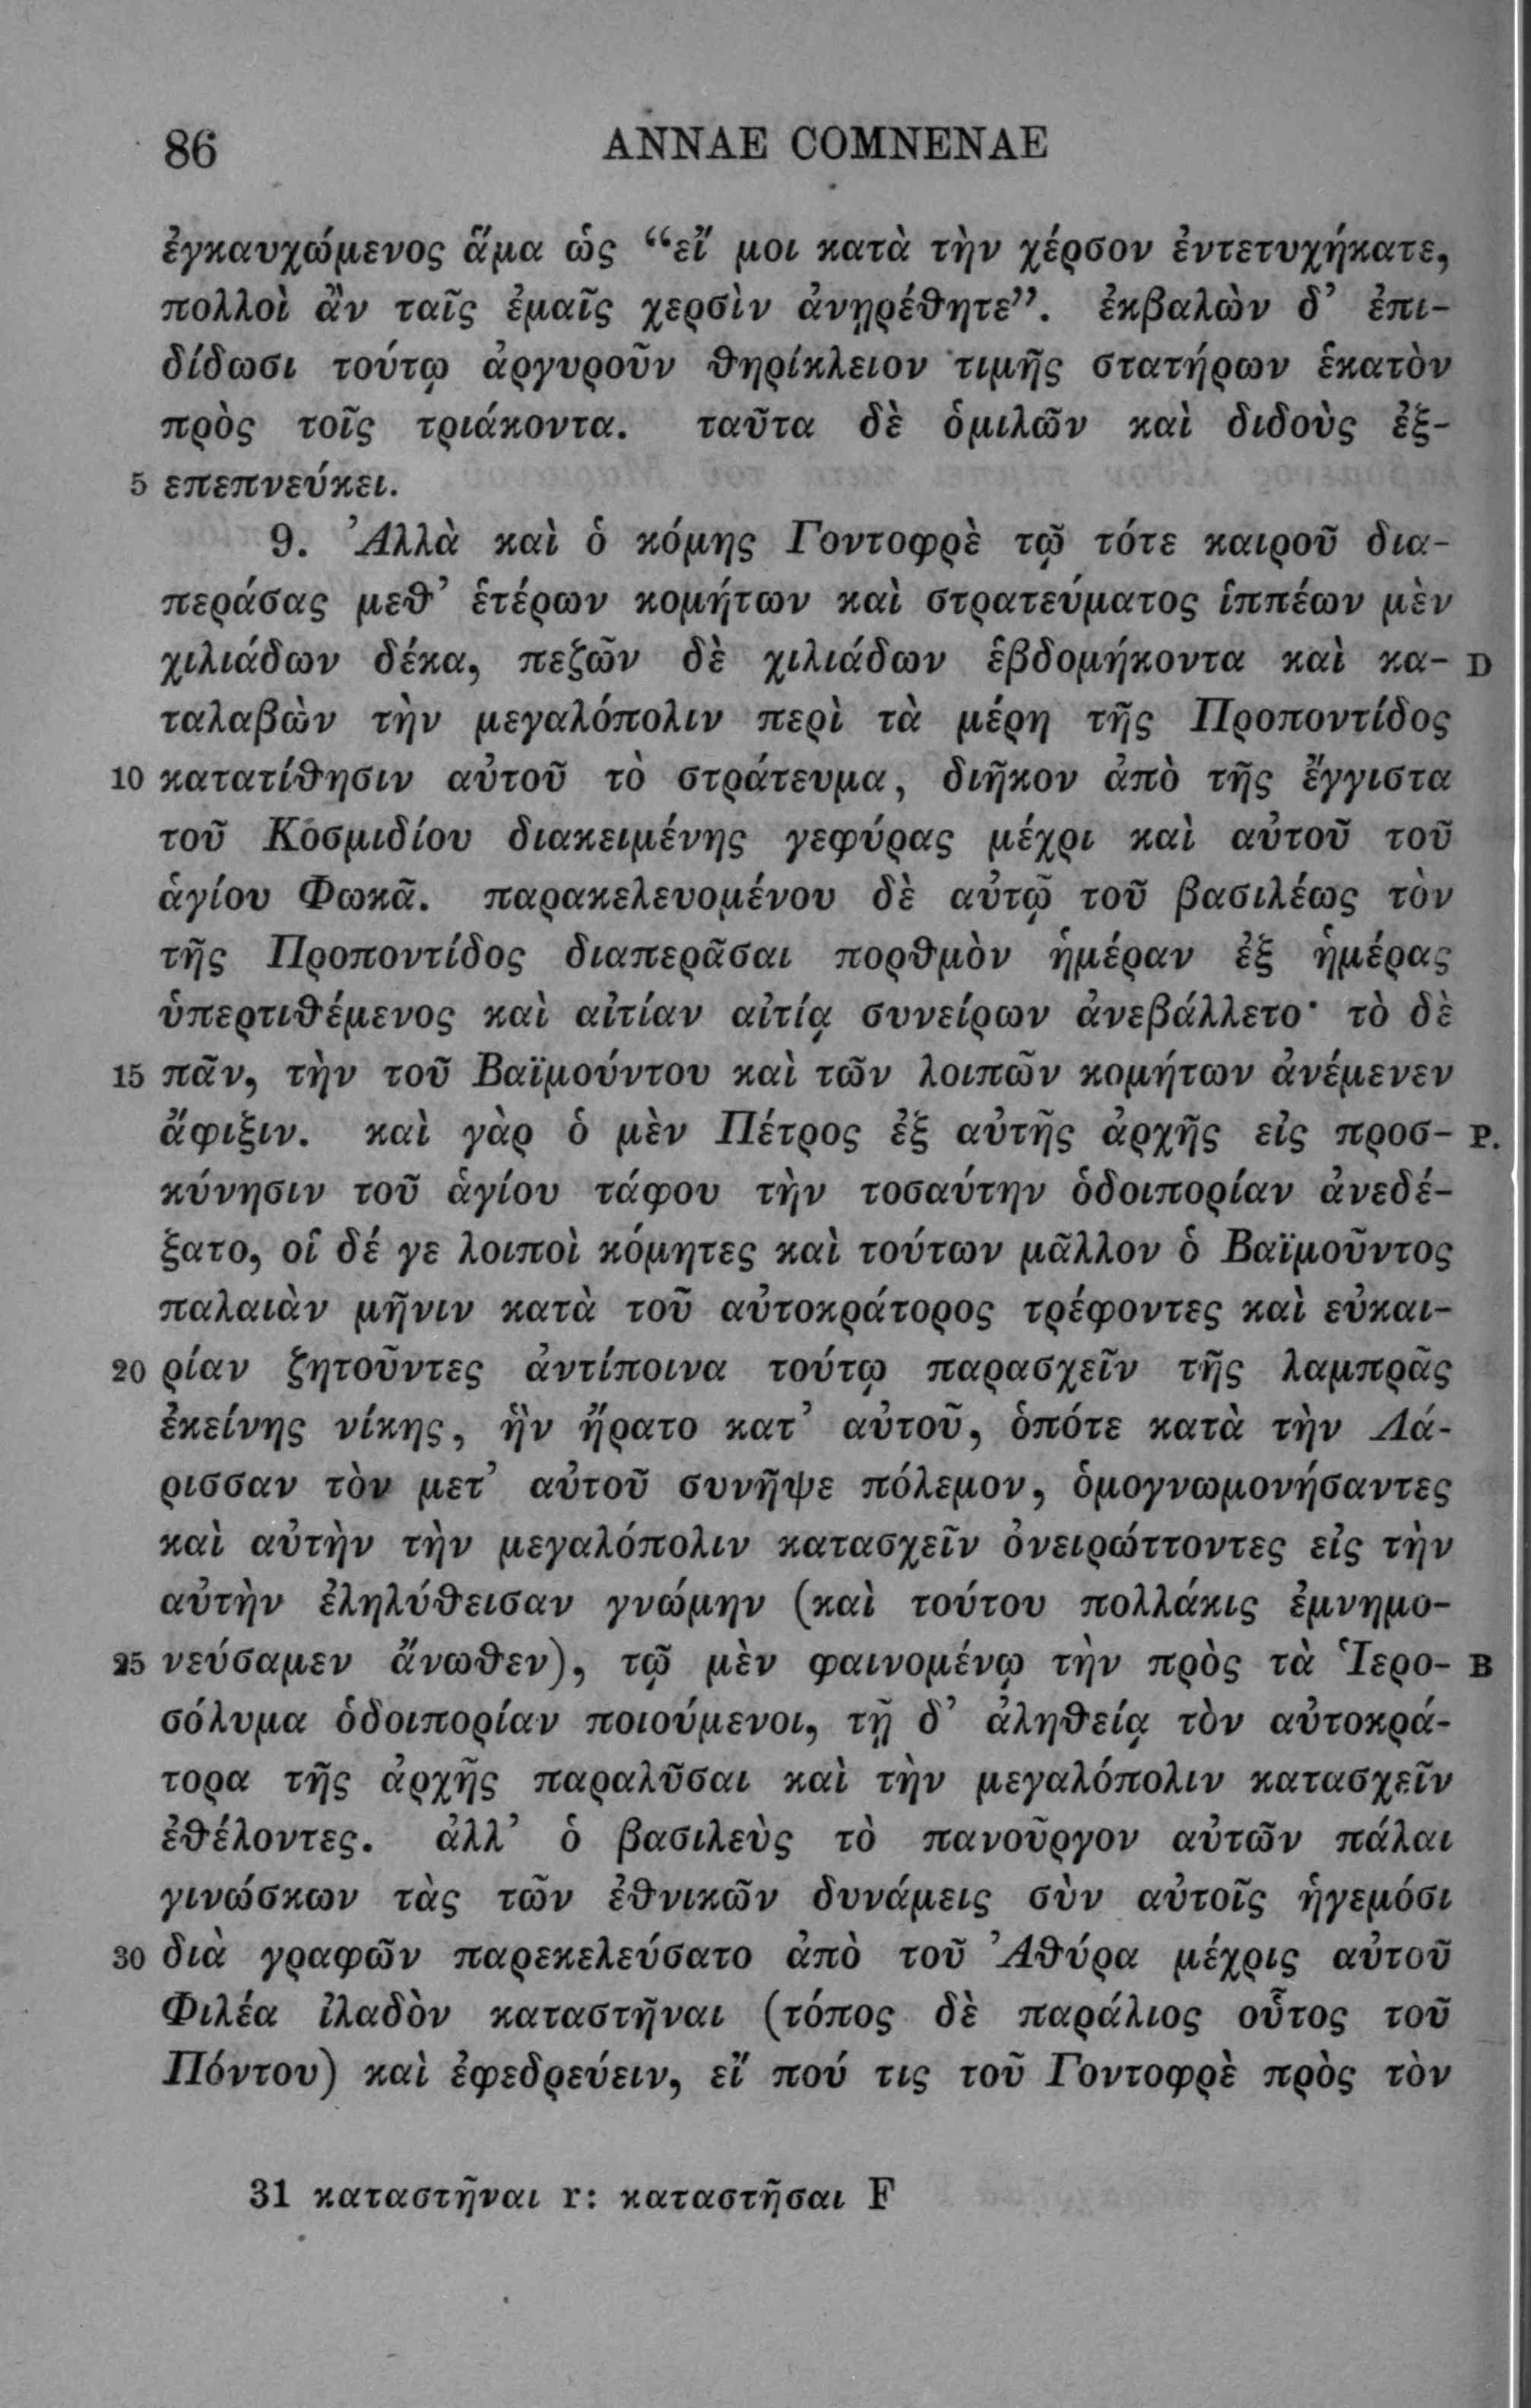 86 ANNAE COMNENAE
ἐγκαυχώμενος ἅμα ὡς “εἴ μοι κατὰ τὴν χέρσον ἐντετυχήκατε,
πολλοὶ ἂν ταῖς ἐμαῖς χερσὶν ἀνῃρέθητε”. ἐκβαλὼν δ’ ἐπι-
δίδωσι τούτῳ ἀργυροῦν θηρίκλειον τιμῆς στατήρων ἑκατὸν
πρὸς τοῖς τριάκοντα. ταῦτα δὲ ὁμιλῶν καὶ διδοὺς ἐξ-
5 επεπνεύκει.
9. Ἀλλὰ καὶ ὁ κόμης Γοντοφρὲ τῷ τότε καιροῦ δια-
περάσας μεθ’ ἑτέρων κομήτων καὶ στρατεύματος ἱππέων μὲν
χιλιάδων δέκα, πεζῶν δὲ χιλιάδων ἑβδομήκοντα καὶ κα- D
ταλαβὼν τὴν μεγαλόπολιν περὶ τὰ μέρη τῆς Προποντίδος
10 κατατίθησιν αὐτοῦ τὸ στράτευμα, διῆκον ἀπὸ τῆς ἔγγιστα
τοῦ Κοσμιδίου διακειμένης γεφύρας μέχρι καὶ αὐτοῦ τοῦ
ἁγίου Φωκᾶ. παρακελευομένου δὲ αὐτῷ τοῦ βασιλέως τὸν
τῆς Προποντίδος διαπερᾶσαι πορθμὸν ἡμέραν ἐξ ἡμέρας
ὑπερτιθέμενος καὶ αἰτίαν αἰτίᾳ συνείρων ἀνεβάλλετο· τὸ δὲ
15 πᾶν, τὴν τοῦ Βαϊμούντου καὶ τῶν λοιπῶν κομήτων ἀνέμενεν
ἄφιξιν. καὶ γὰρ ὁ μὲν Πέτρος ἐξ αὐτῆς ἀρχῆς εἰς προσ- P.
κύνησιν τοῦ ἁγίου τάφου τὴν τοσαύτην ὁδοιπορίαν ἀνεδέ-
ξατο, οἱ δέ γε λοιποὶ κόμητες καὶ τούτων μᾶλλον ὁ Βαϊμοῦντος
παλαιὰν μῆνιν κατὰ τοῦ αὐτοκράτορος τρέφοντες καὶ εὐκαι-
20 ρίαν ζητοῦντες ἀντίποινα τούτῳ παρασχεῖν τῆς λαμπρᾶς
ἐκείνης νίκης, ἣν ἤρατο κατ’ αὐτοῦ, ὁπότε κατὰ τὴν Λά-
ρισσαν τὸν μετ’ αὐτοῦ συνῆψε πόλεμον, ὁμογνωμονήσαντες
καὶ αὐτὴν τὴν μεγαλόπολιν κατασχεῖν ὀνειρώττοντες εἰς τὴν
αὐτὴν ἐληλύθεισαν γνώμην (καὶ τούτου πολλάκις ἐμνημο-
25 νεύσαμεν ἄνωθεν), τῷ μὲν φαινομένῳ τὴν πρὸς τὰ Ἱερο- B
σόλυμα ὁδοιπορίαν ποιούμενοι, τῇ δ’ ἀληθείᾳ τὸν αὐτοκρά-
τορα τῆς ἀρχῆς παραλῦσαι καὶ τὴν μεγαλόπολιν κατασχεῖν
ἐθέλοντες. ἀλλ’ ὁ βασιλεὺς τὸ πανοῦργον αὐτῶν πάλαι
γινώσκων τὰς τῶν ἐθνικῶν δυνάμεις σὺν αὐτοῖς ἡγεμόσι
30 διὰ γραφῶν παρεκελεύσατο ἀπὸ τοῦ Ἀθύρα μέχρις αὐτοῦ
Φιλέα ἰλαδὸν καταστῆναι (τόπος δὲ παράλιος οὗτος τοῦ
Πόντου) καὶ ἐφεδρεύειν, εἴ πού τις τοῦ Γοντοφρὲ πρὸς τὸν
31 καταστῆναι r: καταστῆσαι F